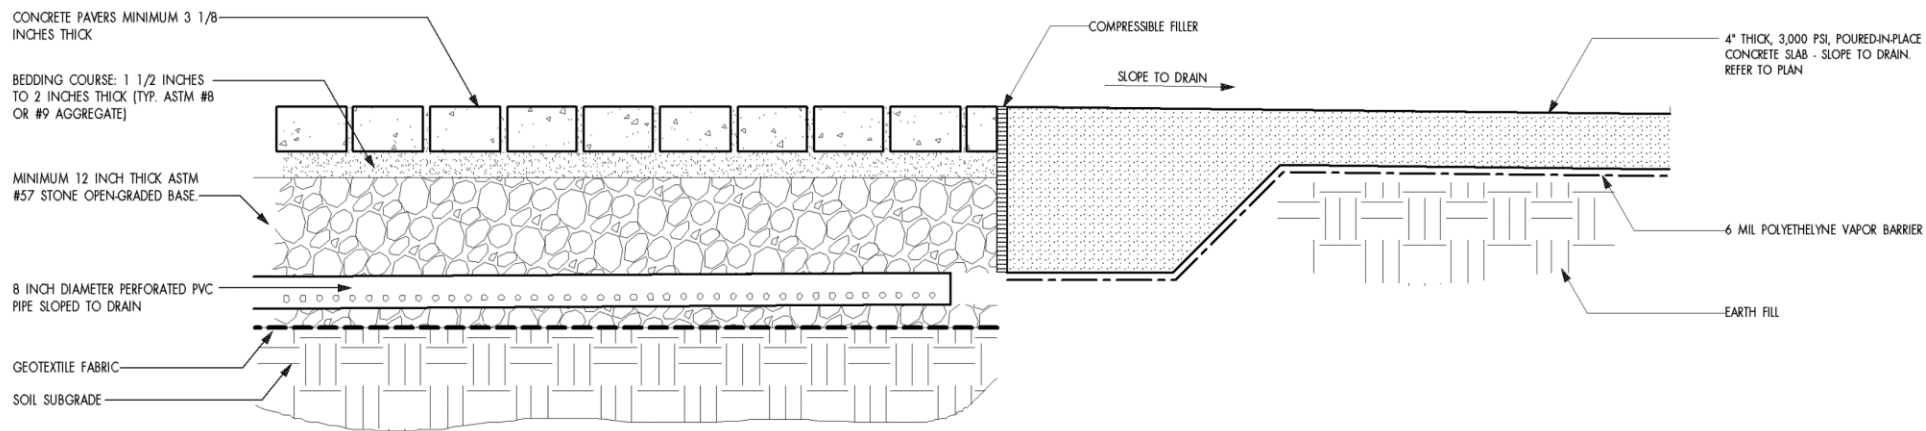 CONCRETE PAVERS MINIMUM 3 1/8
INCHES THICK
BEDDING COURSE: 1 1/2 INCHES
TO 2 INCHES THICK (TYP. ASTM #8
OR #9 AGGREGATE)
MINIMUM 12 INCH THICK ASTM
#57 STONE OPEN-GRADED BASE.
8 INCH DIAMETER PERFORATED PVC
PIPE SLOPED TO DRAIN
GEOTEXTILE FABRIC
SOIL SUBGRADE
COMPRESSIBLE FILLER
SLOPE TO DRAIN
4" THICK, 3,000 PSI, POURED-IN-PLACE
CONCRETE SLAB - SLOPE TO DRAIN.
REFER TO PLAN
6 MIL POLYETHELYNE VAPOR BARRIER
EARTH FILL